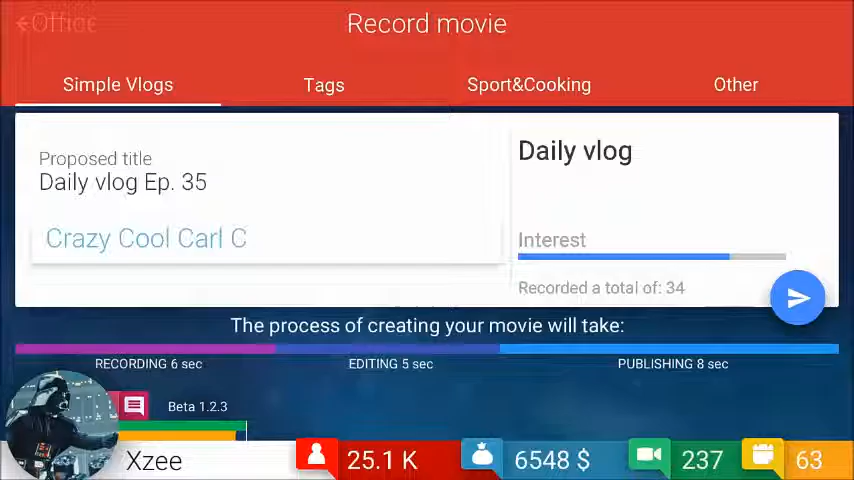 Office
Record movie
Simple Vlogs
Tags
Sport&Cooking
Other
Proposed title
Daily vlog Ep. 35
Crazy Cool Carl C
Daily vlog
Interest
Recorded a total of: 34
The process of creating your movie will take:
RECORDING 6 sec
EDITING 5 sec
PUBLISHING 8 sec
Beta 1.2.3
Xzee
25.1 K
6548 $
237
63